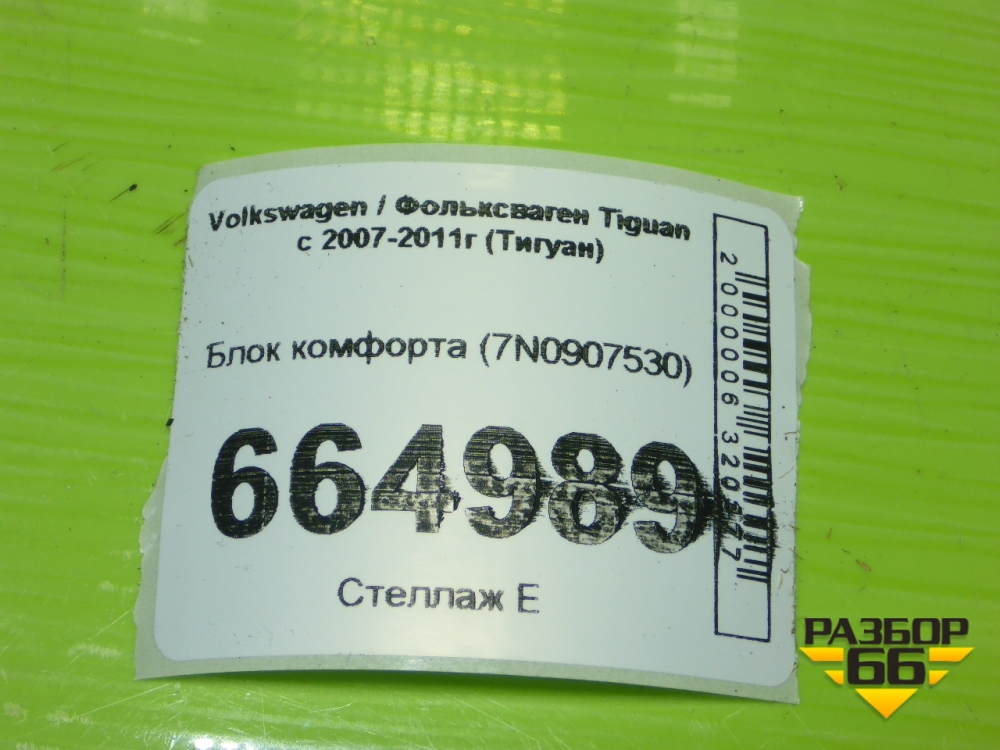 Volkswagen / Фольксваген Tiguan
с 2007-2011г (Тигуан)
Блок комфорта (7N0907530)
664989
Стеллаж Е
РАЗБОР
66